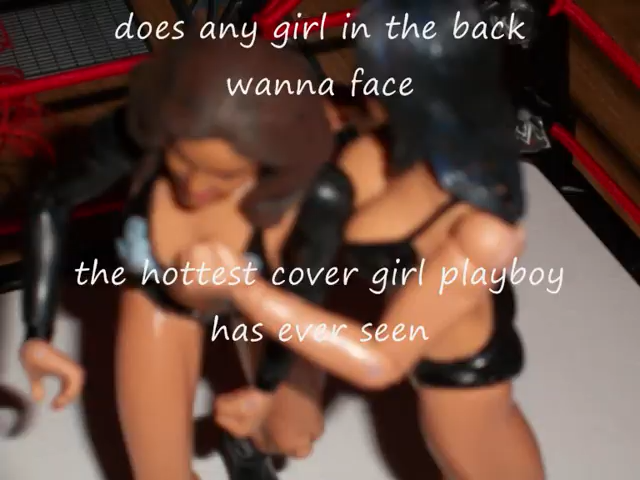 does any girl in the back
wanna face
the hottest cover girl playboy
has ever seen